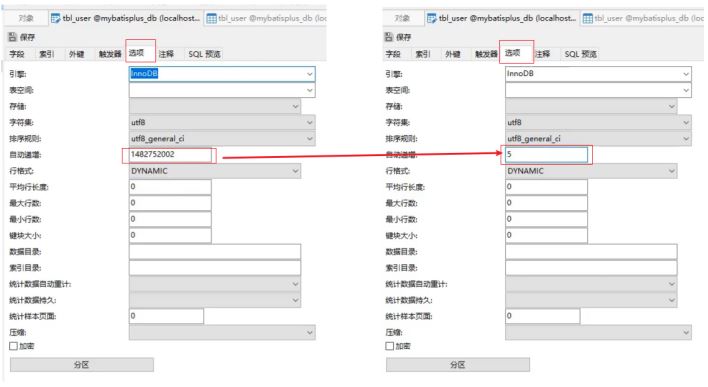 对象 tbl_user @mybatisplus_db (localhost... tbl_user @mybatisplus_db (loc
保存
字段 索引 外键 触发器 选项 注释 SQL 预览
引擎: InnoDB
表空间:
存储:
字符集: utf8
排序规则: utf8_general_ci
自动递增: 1482752002
行格式: DYNAMIC
平均行长度: 0
最大行数: 0
最小行数: 0
键块大小: 0
数据目录:
索引目录:
统计数据自动重计:
统计数据持久:
统计样本页面: 0
压缩:
加密
分区
对象 tbl_user @mybatisplus_db (localhost... tbl_user @mybatisplus_db (loc
保存
字段 索引 外键 触发器 选项 注释 SQL 预览
引擎: InnoDB
表空间:
存储:
字符集: utf8
排序规则: utf8_general_ci
自动递增: 5
行格式: DYNAMIC
平均行长度: 0
最大行数: 0
最小行数: 0
键块大小: 0
数据目录:
索引目录:
统计数据自动重计:
统计数据持久:
统计样本页面: 0
压缩:
加密
分区